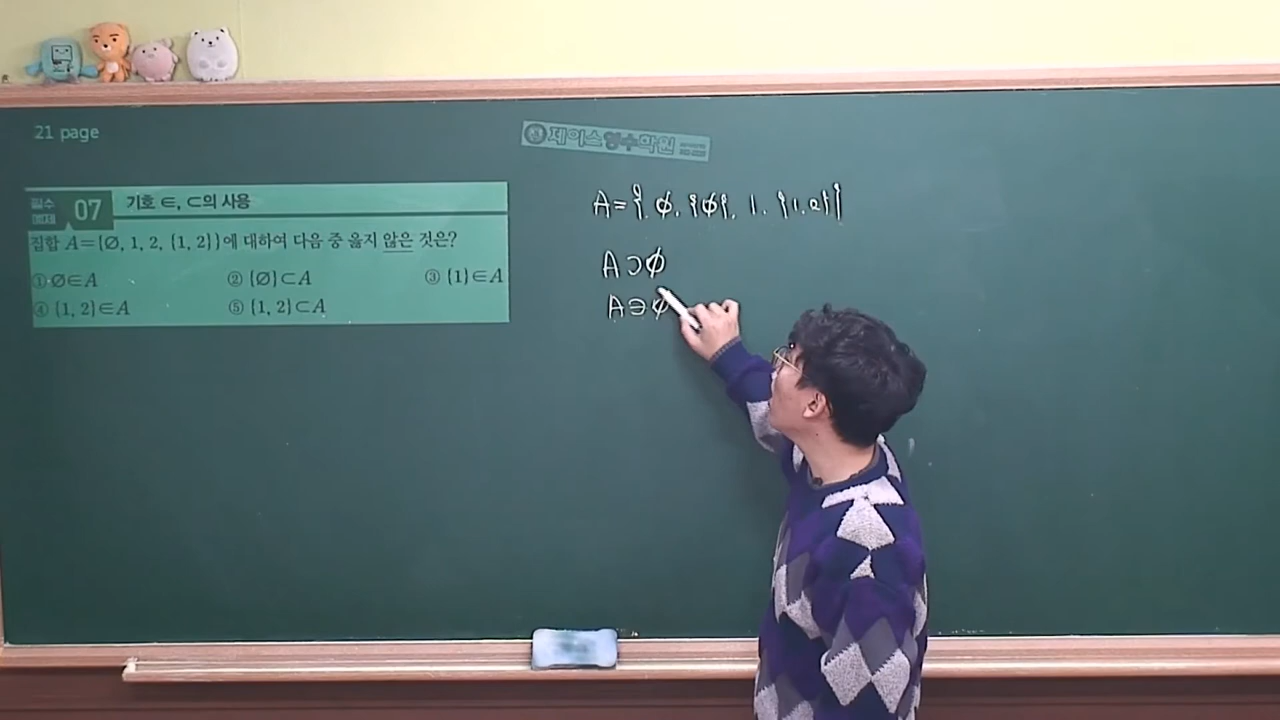 21 page
제이스영수학원
필수 예제 07 기호 ∈, ⊂의 사용
집합 A={Ø, 1, 2, {1, 2}}에 대하여 다음 중 옳지 않은 것은?
① Ø∈A ② {Ø}⊂A ③ {1}∈A
④ {1, 2}∈A ⑤ {1, 2}⊂A
A={Ø, {Ø}, 1, {1, 2}}
A⊃Ø
A∋Ø